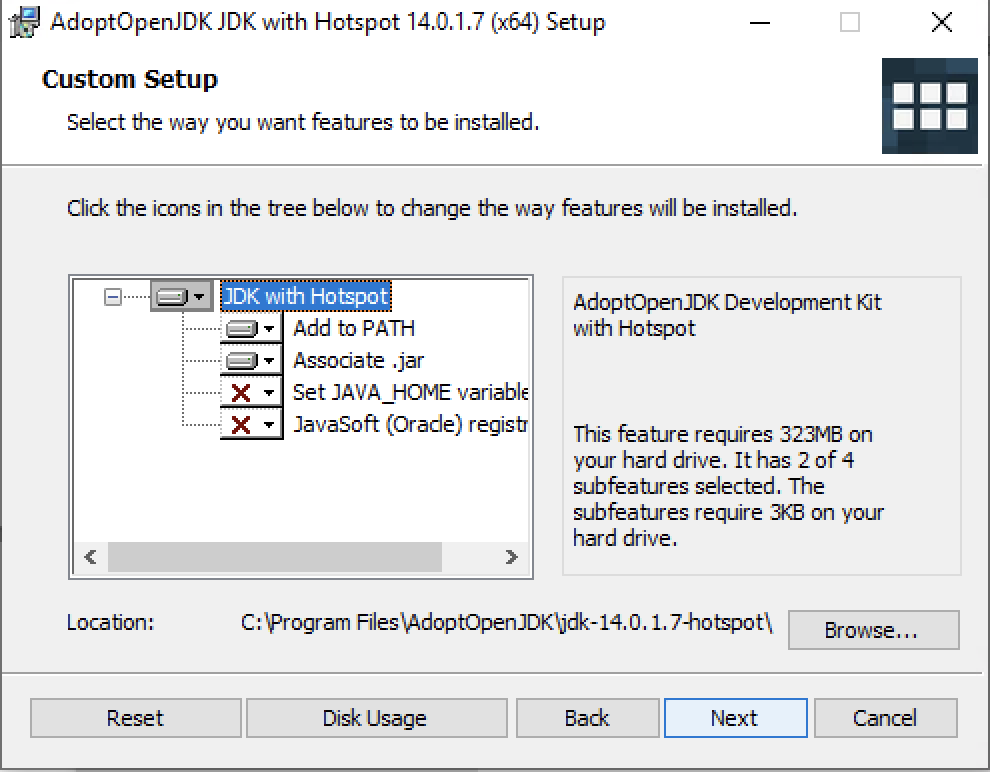 AdoptOpenJDK JDK with Hotspot 14.0.1.7 (x64) Setup
Custom Setup
Select the way you want features to be installed.
Click the icons in the tree below to change the way features will be installed.
JDK with Hotspot
Add to PATH
Associate .jar
Set JAVA_HOME variable
JavaSoft (Oracle) registr
AdoptOpenJDK Development Kit
with Hotspot
This feature requires 323MB on
your hard drive. It has 2 of 4
subfeatures selected. The
subfeatures require 3KB on your
hard drive.
Location: C:\Program Files\AdoptOpenJDK\jdk-14.0.1.7-hotspot\
Browse...
Reset Disk Usage Back Next Cancel